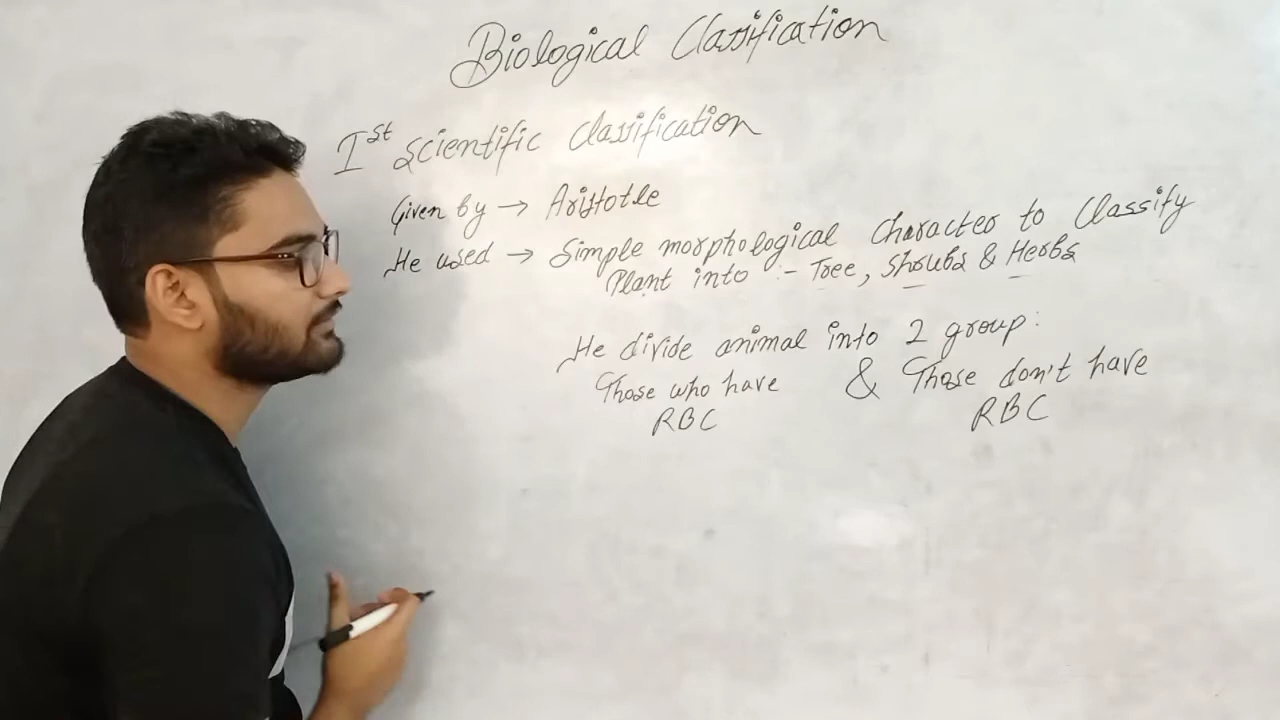 Biological Classification
Ist scientific classification
Given by → Aristotle
He used → Simple morphological character to classify
Plant into :- Tree, Shrubs & Herbs
He divide animal into 2 group:
Those who have & Those don't have
RBC RBC